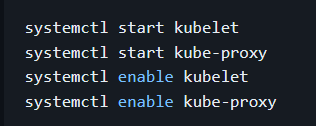 systemctl start kubelet
systemctl start kube-proxy
systemctl enable kubelet
systemctl enable kube-proxy